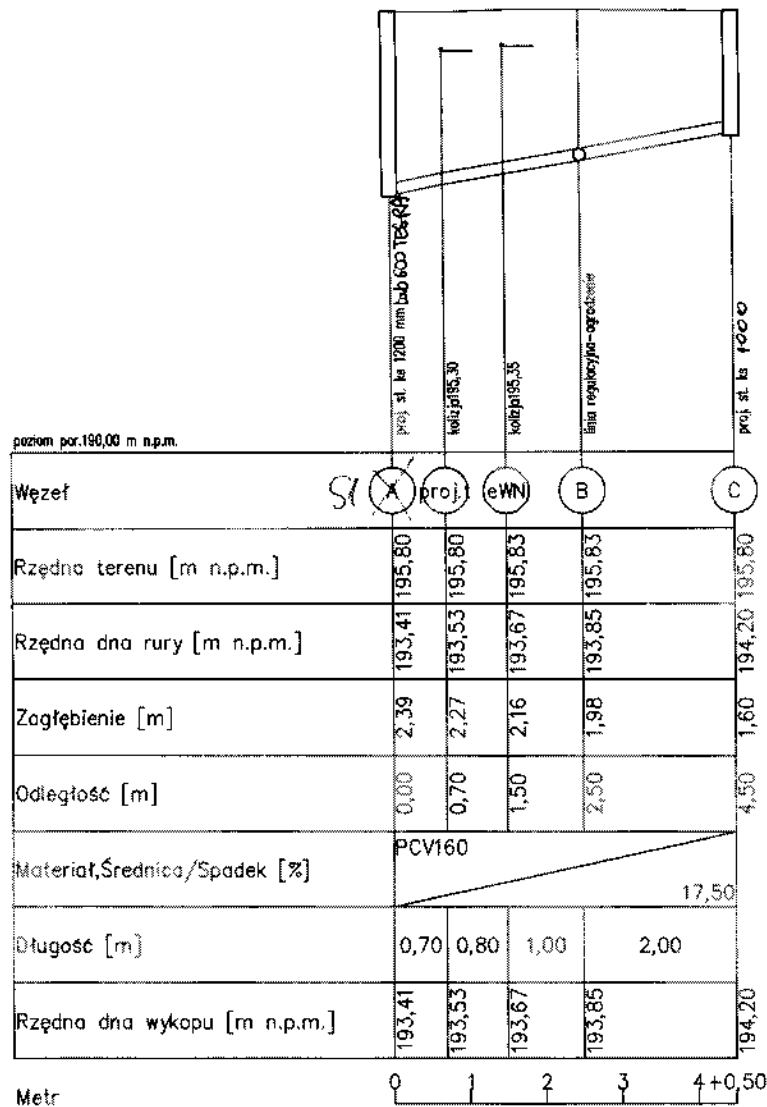 proj. st. ks 1200 mm lub 600 TEGRA
kolizja195,30
kolizja195,35
linia regulacyjna-ogrodzenie
proj. st. ks 1000
poziom por.190,00 m n.p.m.
Węzeł S1 A proj.t eWN B C
Rzędna terenu [m n.p.m.] 195,80 195,80 195,83 195,83 195,80
Rzędna dna rury [m n.p.m.] 193,41 193,53 193,67 193,85 194,20
Zagłębienie [m] 2,39 2,27 2,16 1,98 1,60
Odległość [m] 0,00 0,70 1,50 2,50 4,50
Materiał,Średnica/Spadek [%] PCV160 17,50
Długość [m] 0,70 0,80 1,00 2,00
Rzędna dna wykopu [m n.p.m.] 193,41 193,53 193,67 193,85 194,20
Metr 0 1 2 3 4+0,50